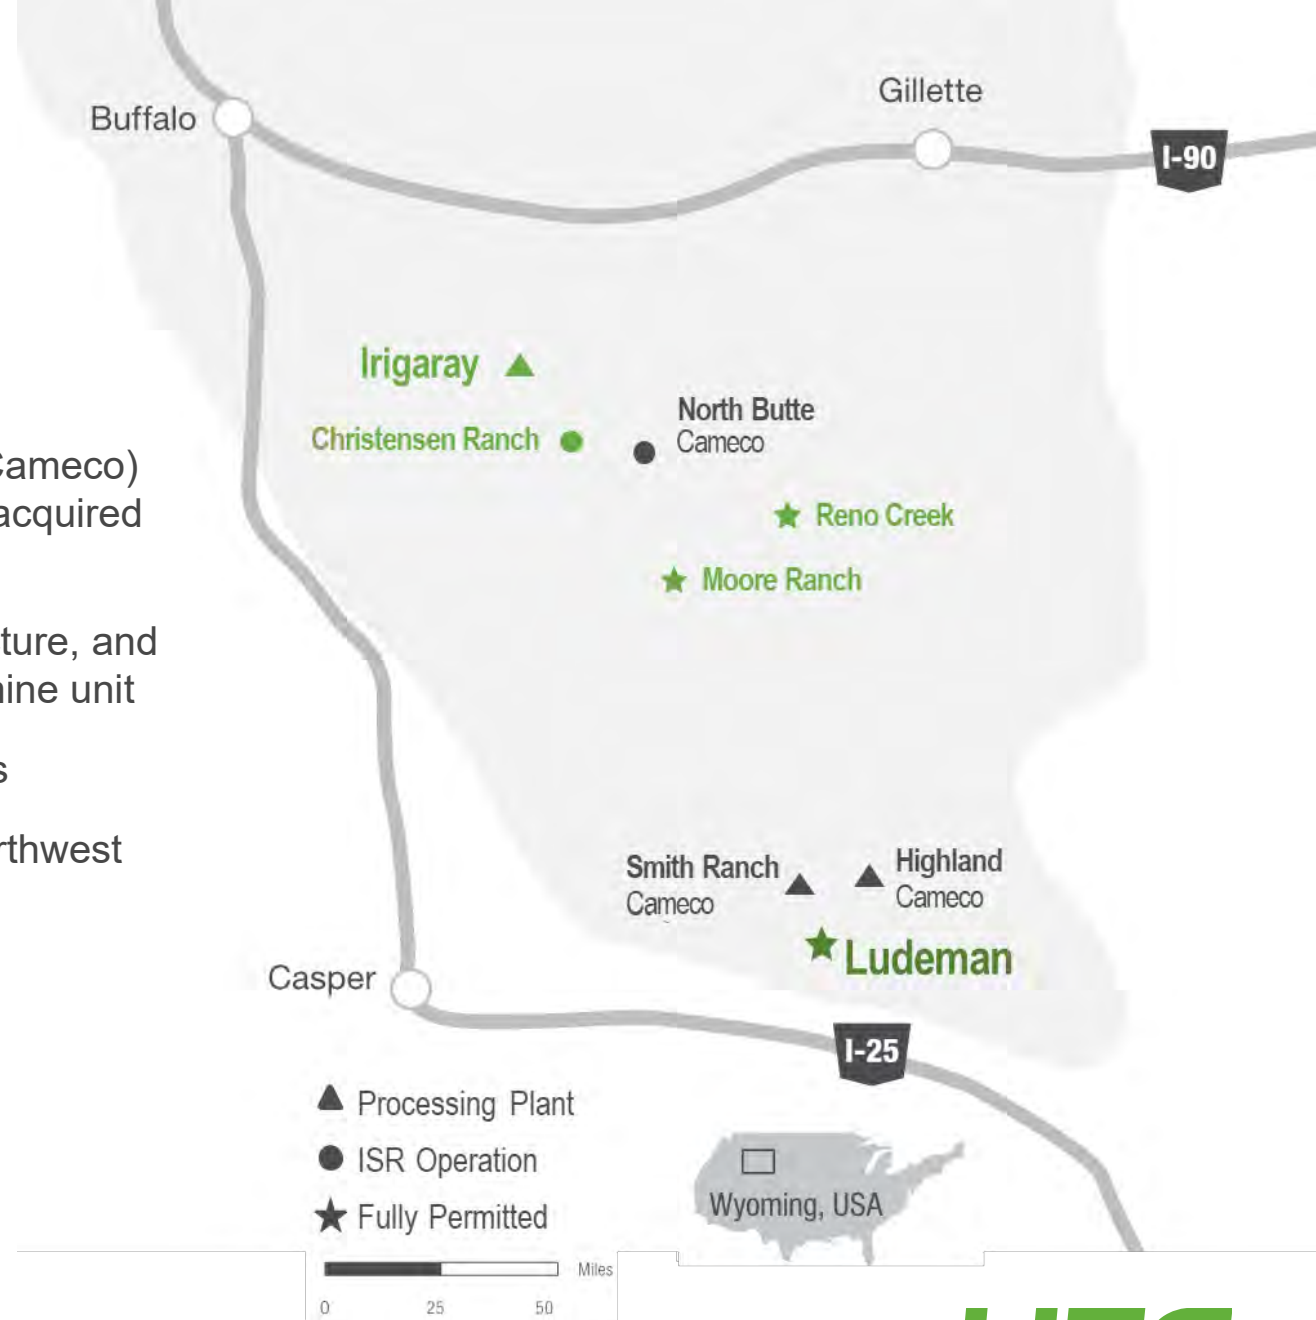 Gillette
Buffalo
I-90
Irigaray
North Butte
Cameco
Christensen Ranch
Cameco)
acquired
Reno Creek
Moore Ranch
ture, and
unit
s
rthwest
Smith Ranch
Cameco
Highland
Cameco
Ludeman
Casper
I-25
Processing Plant
ISR Operation
Fully Permitted
Wyoming, USA
Miles
0 25 50